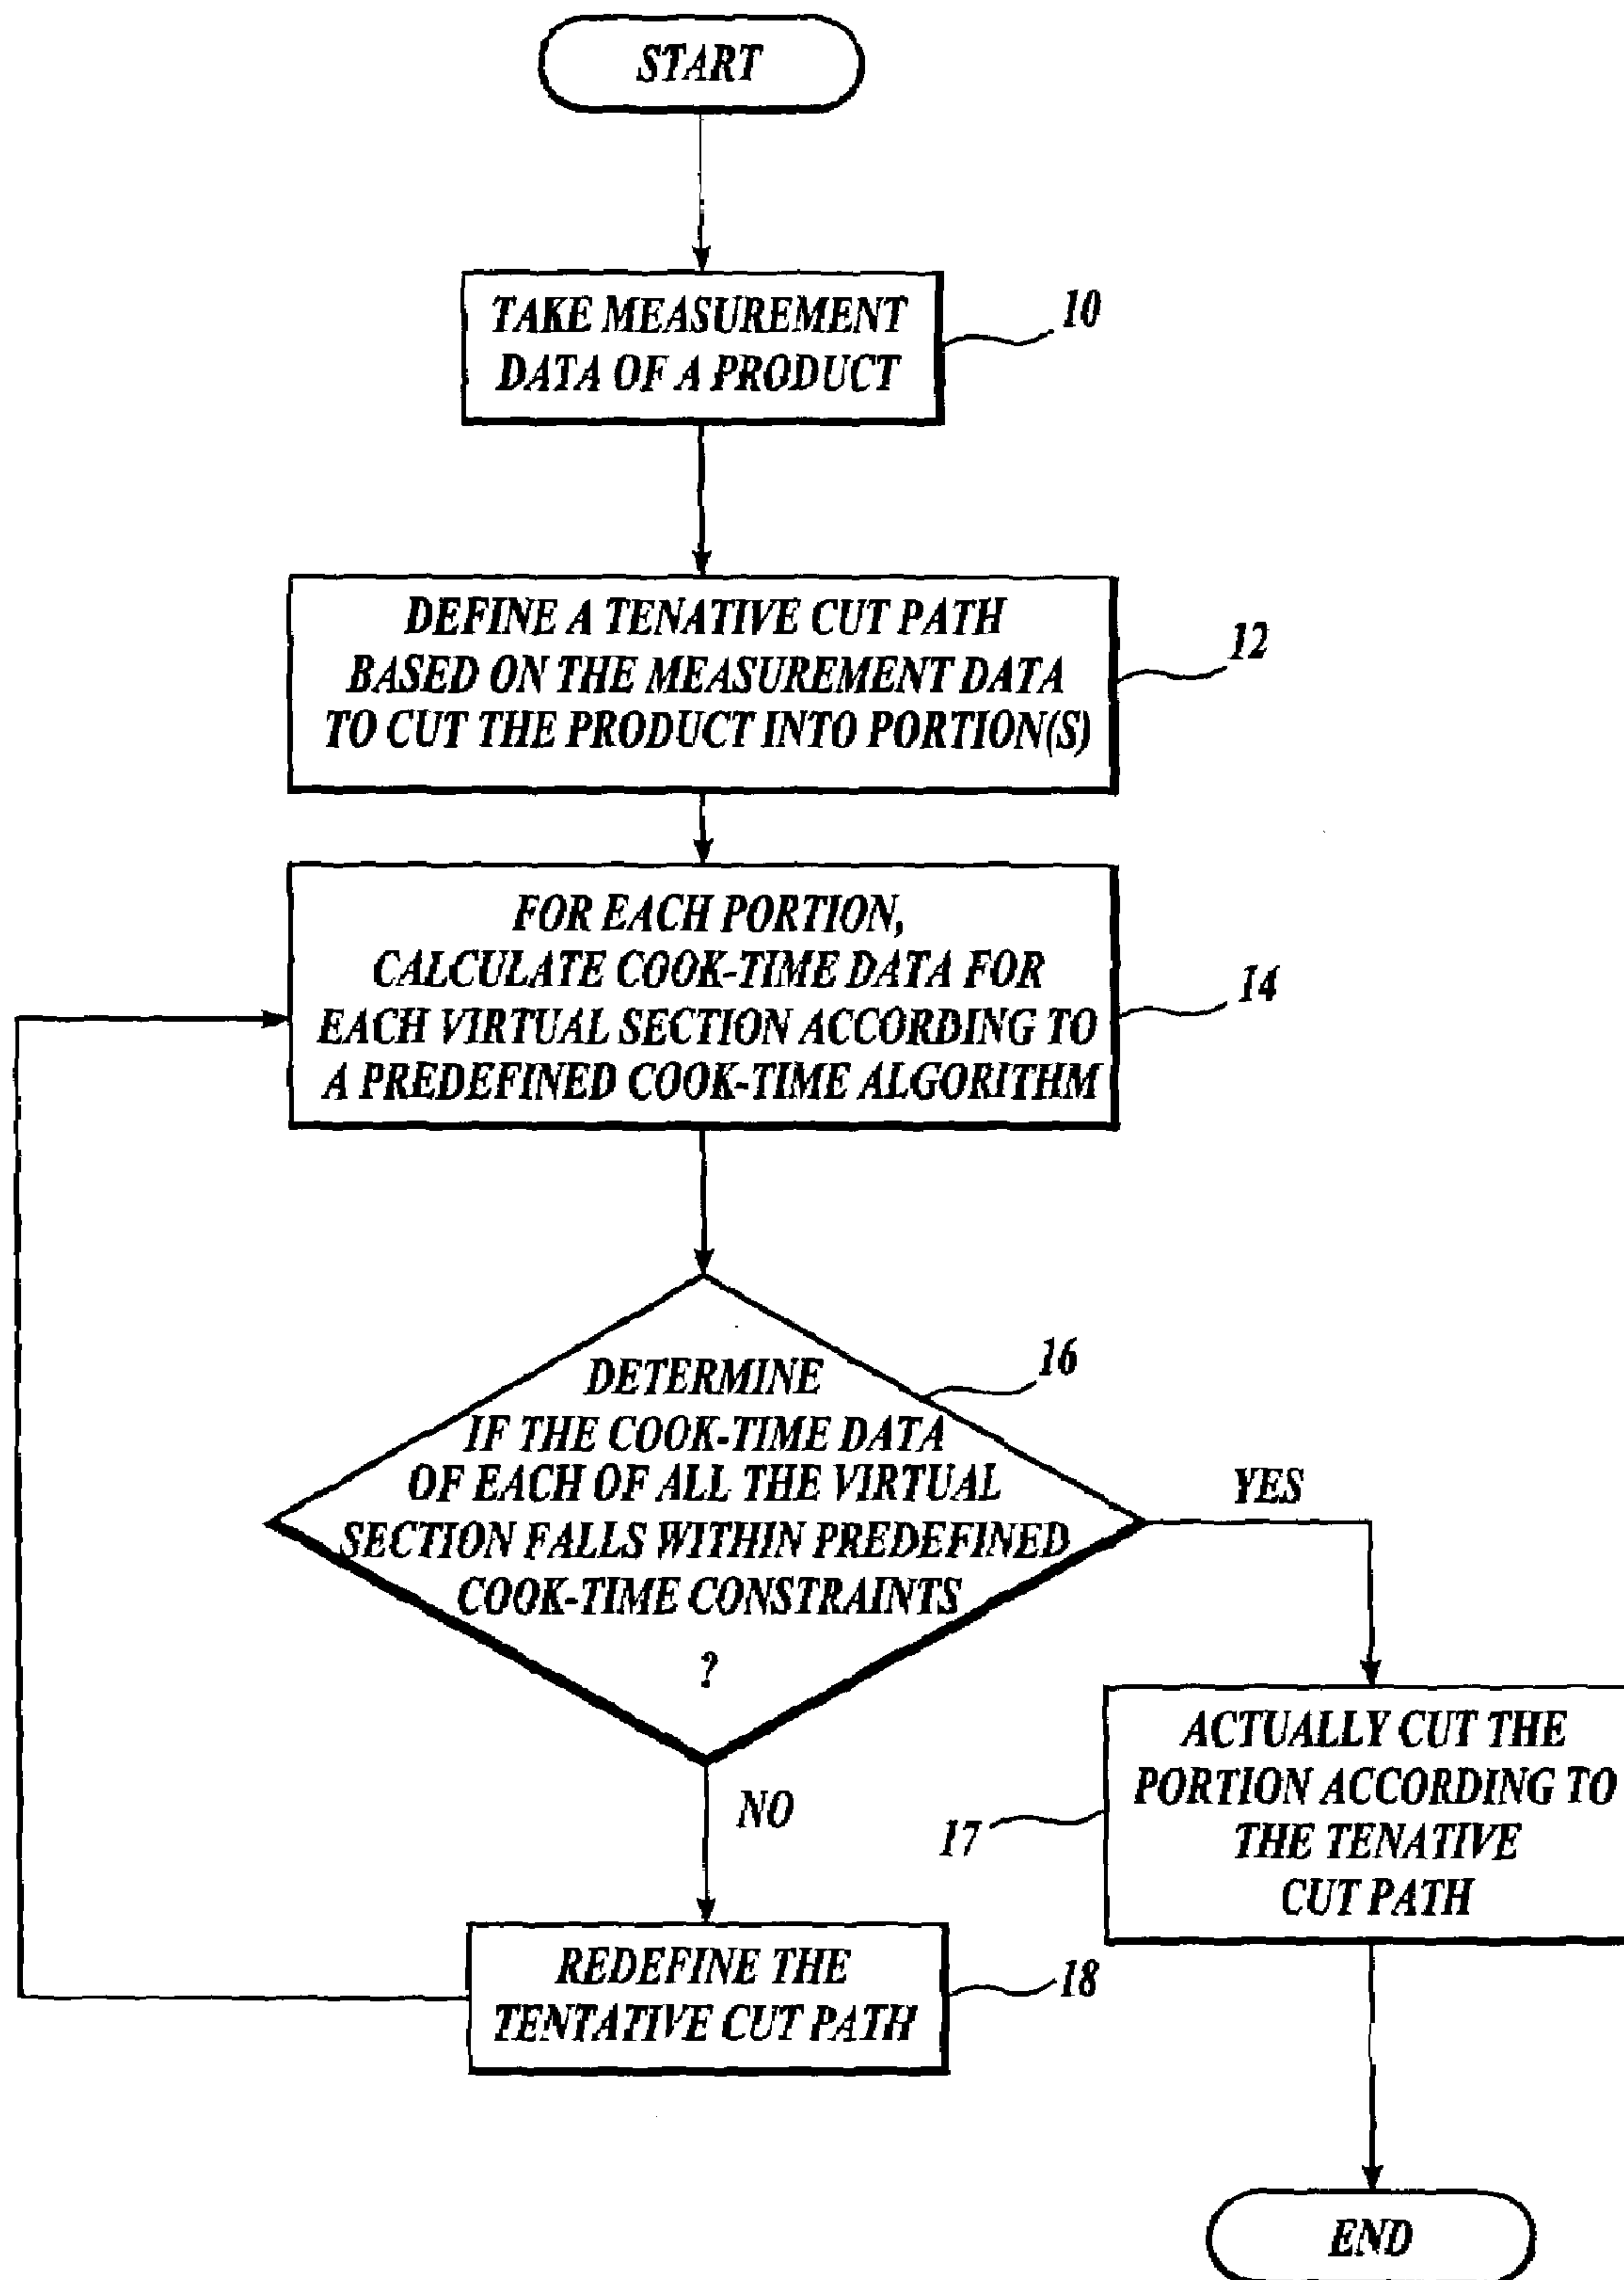 START
TAKE MEASUREMENT
DATA OF A PRODUCT
10
DEFINE A TENATIVE CUT PATH
BASED ON THE MEASUREMENT DATA
TO CUT THE PRODUCT INTO PORTION(S)
12
FOR EACH PORTION,
CALCULATE COOK-TIME DATA FOR
EACH VIRTUAL SECTION ACCORDING TO
A PREDEFINED COOK-TIME ALGORITHM
14
DETERMINE
IF THE COOK-TIME DATA
OF EACH OF ALL THE VIRTUAL
SECTION FALLS WITHIN PREDEFINED
COOK-TIME CONSTRAINTS
?
16
YES
NO
ACTUALLY CUT THE
PORTION ACCORDING TO
THE TENATIVE
CUT PATH
17
REDEFINE THE
TENTATIVE CUT PATH
18
END